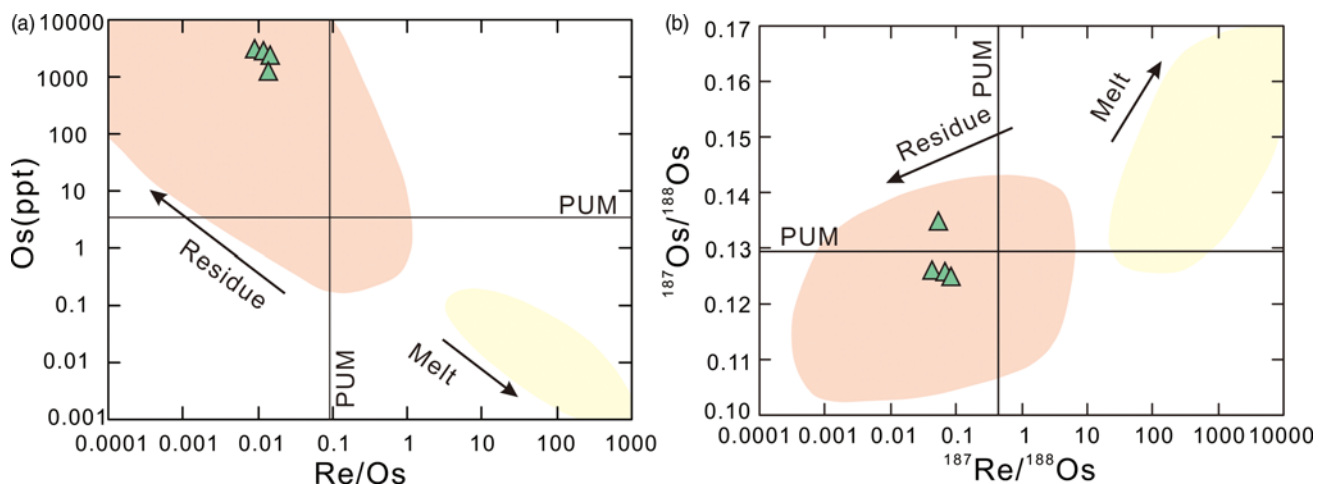 (a)
10000
1000
100
10
1
0.1
0.01
0.001
Os(ppt)
PUM
Residue
Melt
PUM
0.0001
0.001
0.01
0.1
1
10
100
1000
Re/Os
(b)
0.17
0.16
0.15
0.14
0.13
0.12
0.11
0.10
¹⁸⁷Os/¹⁸⁸Os
PUM
Melt
Residue
PUM
0.0001
0.001
0.01
0.1
1
10
100
1000
10000
¹⁸⁷Re/¹⁸⁸Os